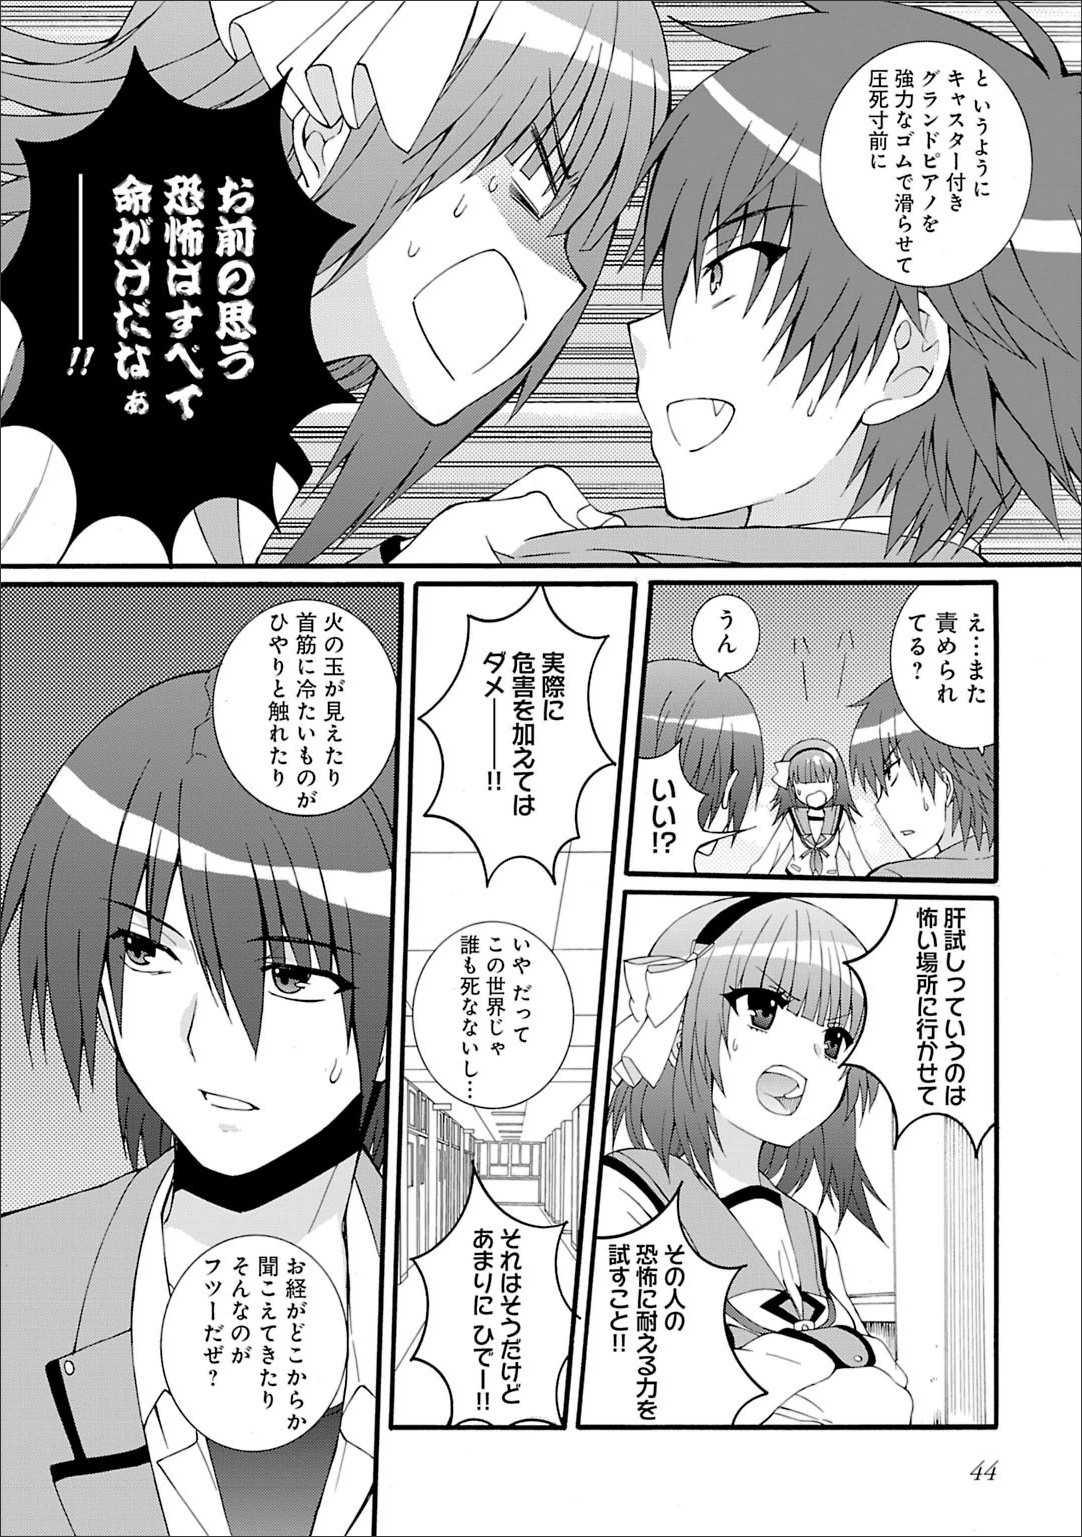 と いうように
キャスター付き
グランドピアノを
強力なゴムで滑らせて
圧死寸前に
お前の思う
恐怖はすべて
命がけだなぁ
――!!
え…また
責められ
てる？
うん
いい!?
肝試しっていうのは
怖い場所に行かせて
その人の
恐怖に耐える力を
試すこと!!
実際に
危害を加えては
ダメ――!!
いや だって
この世界じゃ
誰も死なないし…
それはそうだけど
あまりに ひでー!!
火の玉が見えたり
首筋に冷たいものが
ひやりと触れたり
お経がどこからか
聞こえてきたり
そんなのが
フツーだぜ？
44